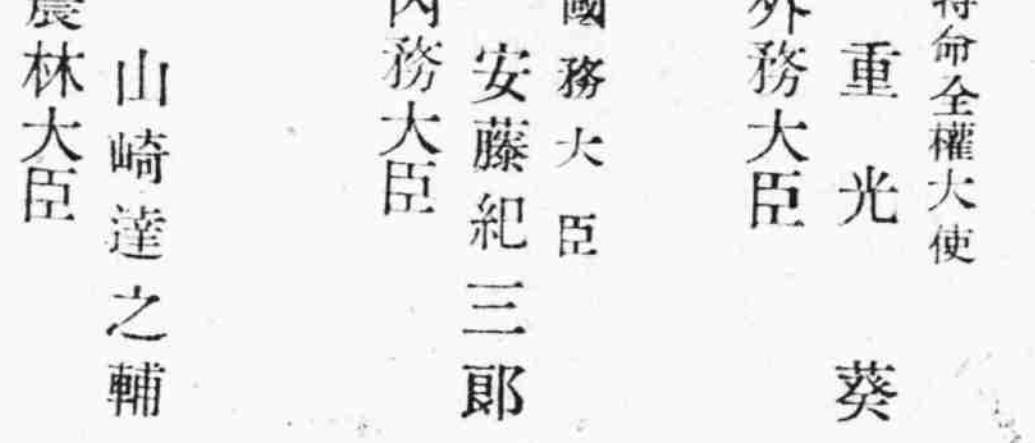 特命全權大使
重光葵
外務大臣
國務大臣
安藤紀三郞
內務大臣
山崎達之輔
農林大臣